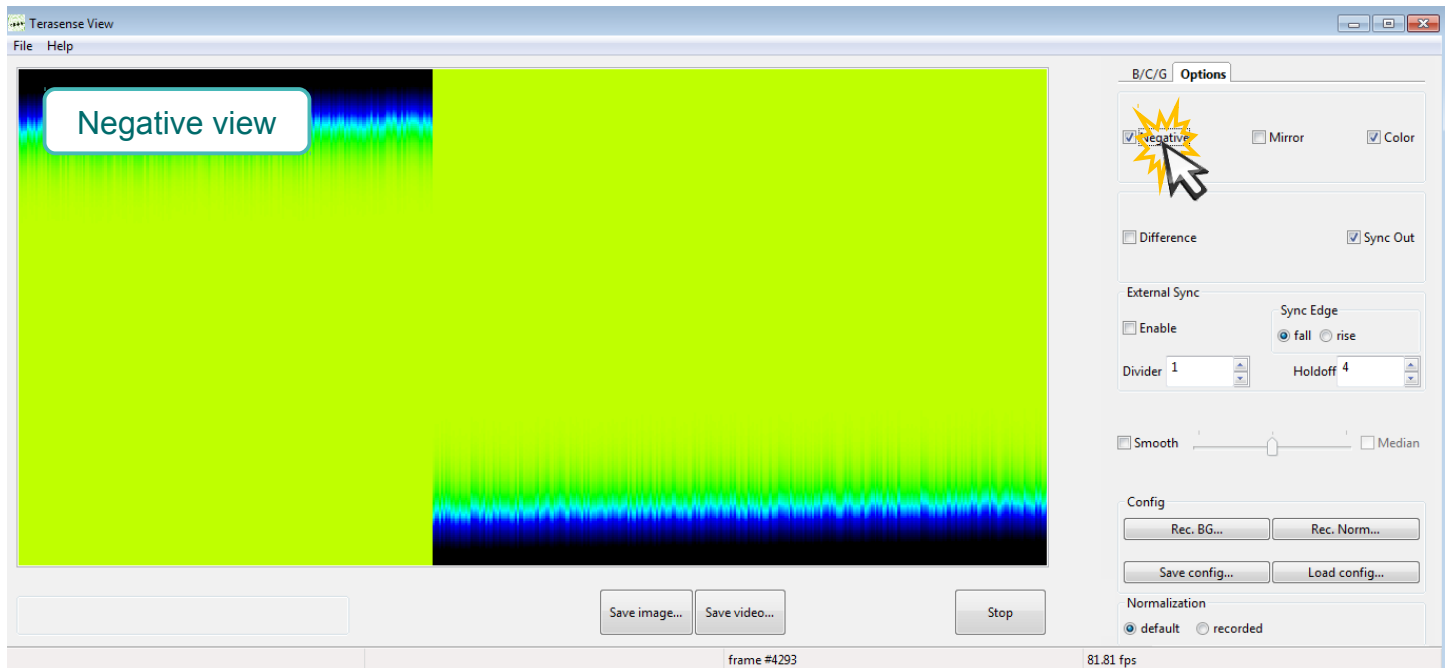 Terasense View
File Help
B/C/G Options
Negative view
Negative Mirror Color
Difference Sync Out
External Sync
Sync Edge
Enable
fall rise
Divider 1 Holdoff 4
Smooth Median
Config
Rec. BG... Rec. Norm...
Save config... Load config...
Normalization
default recorded
Save image... Save video... Stop
frame #4293 81.81 fps